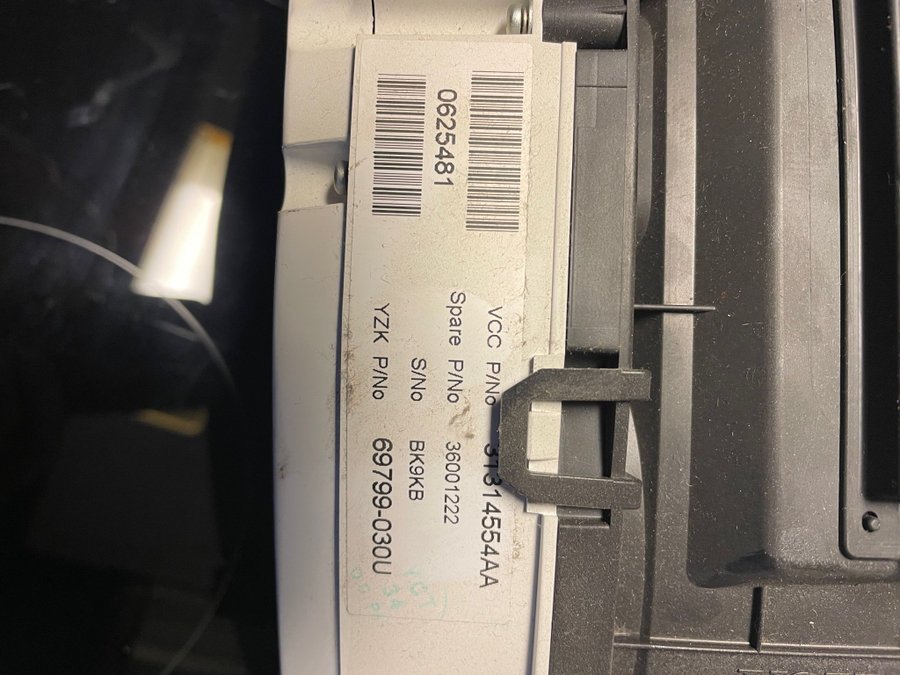 VCC P/No 31314554AA
Spare P/No 36001222
S/No BK9KB
YZK P/No 69799-030U
0625481